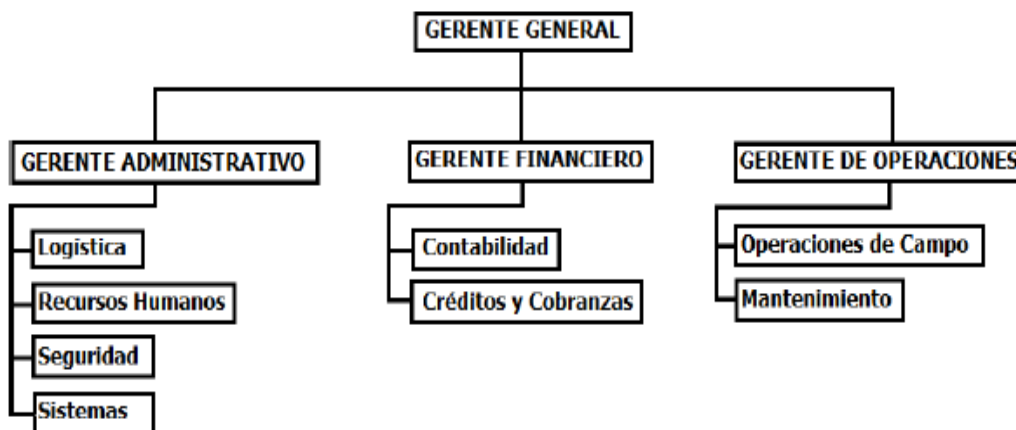 GERENTE GENERAL
GERENTE ADMINISTRATIVO
GERENTE FINANCIERO
GERENTE DE OPERACIONES
Logística
Recursos Humanos
Seguridad
Sistemas
Contabilidad
Créditos y Cobranzas
Operaciones de Campo
Mantenimiento